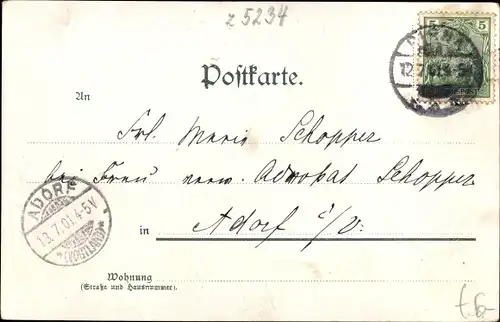 z 5234
5 5
Postkarte.
An
Frl. Marie Schopper
bei Frau verw. Advokat Schopper
in Adorf i/V.
ADORF
13.7.01.4-5V
*(VOGTLAND)*
Wohnung
(Straße und Hausnummer).